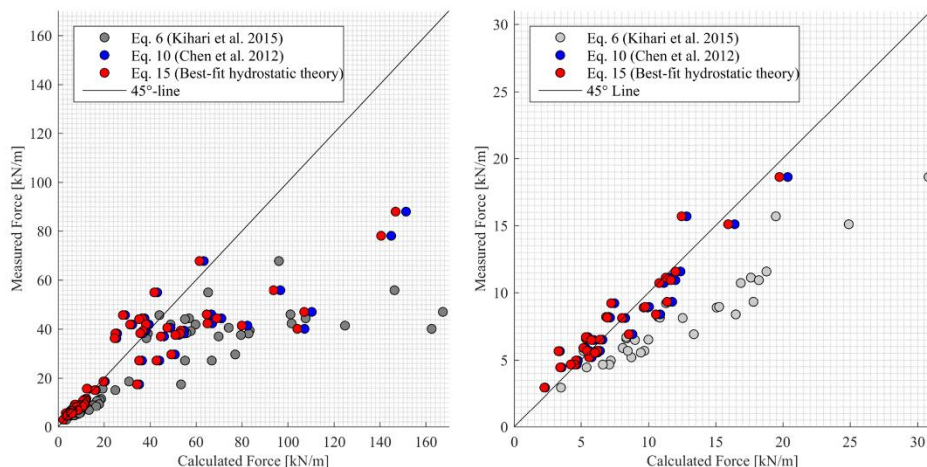 Eq. 6 (Kihari et al. 2015)
Eq. 10 (Chen et al. 2012)
Eq. 15 (Best-fit hydrostatic theory)
45°-line
160
140
120
100
80
60
40
20
0
Measured Force [kN/m]
0 20 40 60 80 100 120 140 160
Calculated Force [kN/m]
Eq. 6 (Kihari et al. 2015)
Eq. 10 (Chen et al. 2012)
Eq. 15 (Best-fit hydrostatic theory)
45° Line
30
25
20
15
10
5
0
Measured Force [kN/m]
0 5 10 15 20 25 30
Calculated Force [kN/m]